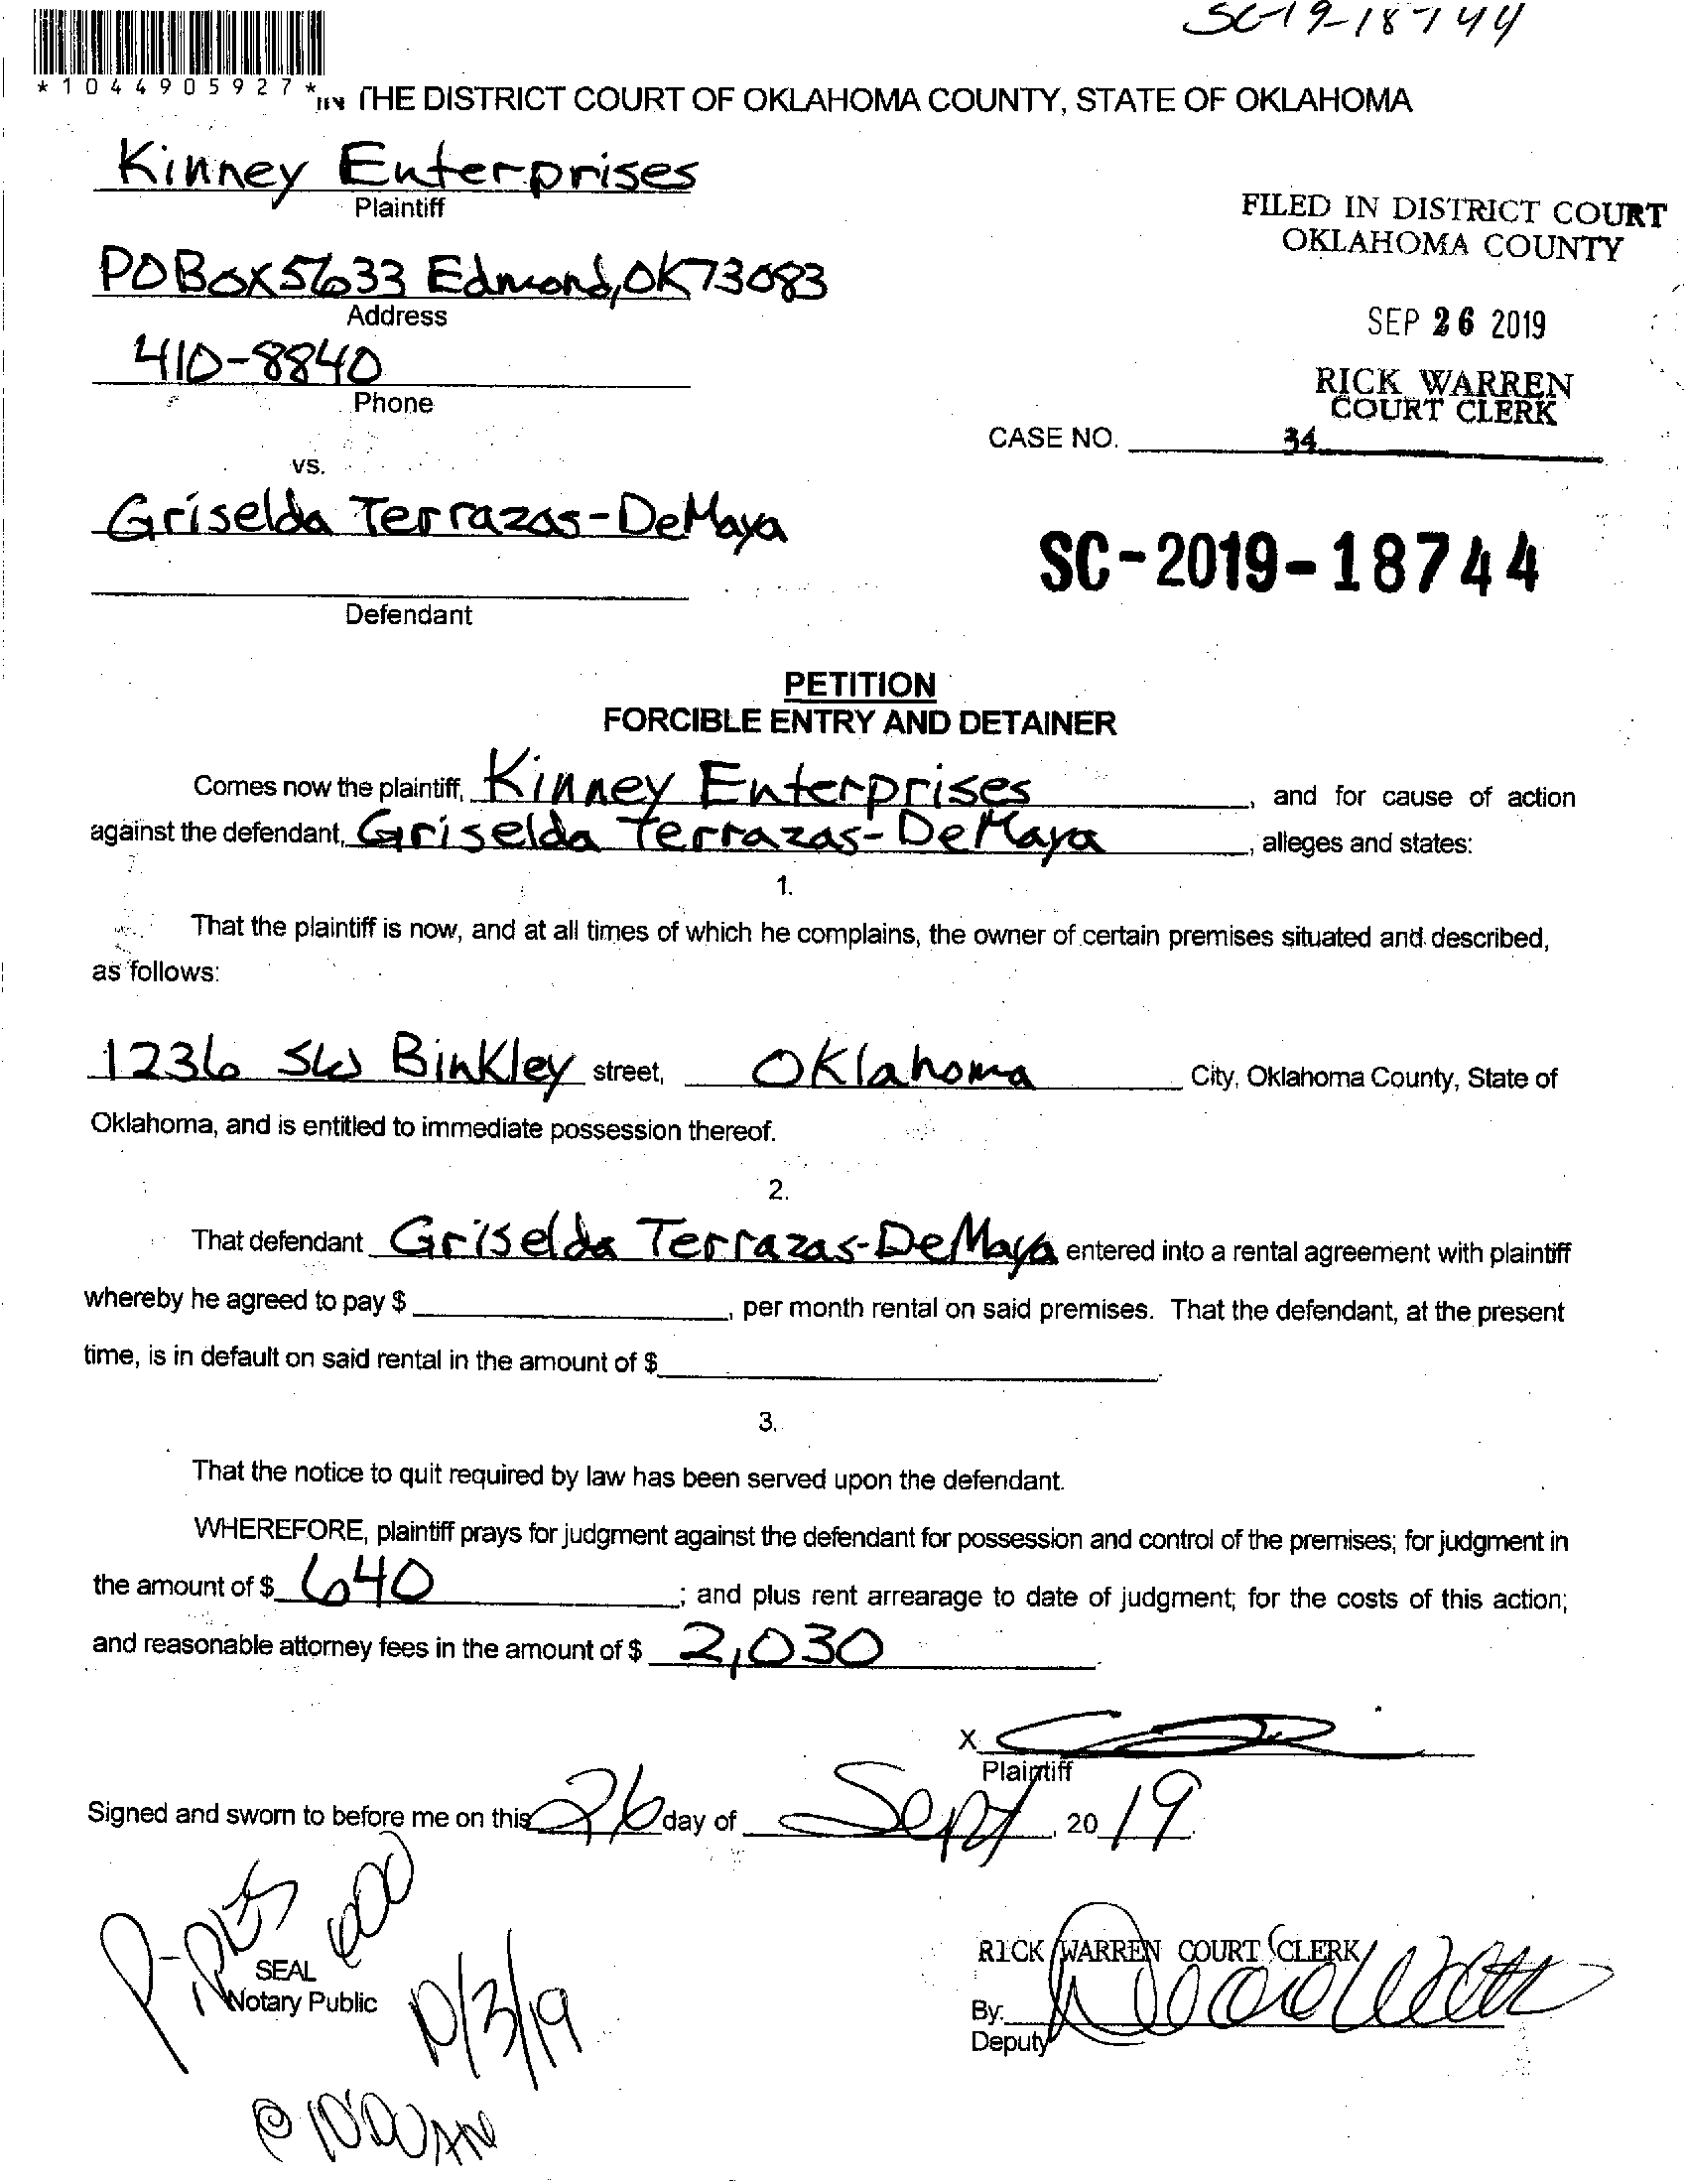 SC-19-18744
*1044905927*
IN THE DISTRICT COURT OF OKLAHOMA COUNTY, STATE OF OKLAHOMA
Kinney Enterprises
Plaintiff
FILED IN DISTRICT COURT
OKLAHOMA COUNTY
PO Box 5633 Edmond, OK 73083
Address
SEP 26 2019
410-8840
Phone
RICK WARREN
COURT CLERK
CASE NO.
34
vs.
Griselda Terrazas-DeMaya
SC-2019-18744
Defendant
PETITION
FORCIBLE ENTRY AND DETAINER
Comes now the plaintiff, Kinney Enterprises, and for cause of action
against the defendant, Griselda Terrazas-DeMaya, alleges and states:
1.
That the plaintiff is now, and at all times of which he complains, the owner of certain premises situated and described,
as follows:
1236 SW Binkley street, Oklahoma City, Oklahoma County, State of
Oklahoma, and is entitled to immediate possession thereof.
2.
That defendant Griselda Terrazas-DeMaya entered into a rental agreement with plaintiff
whereby he agreed to pay $, per month rental on said premises. That the defendant, at the present
time, is in default on said rental in the amount of $.
3.
That the notice to quit required by law has been served upon the defendant.
WHEREFORE, plaintiff prays for judgment against the defendant for possession and control of the premises; for judgment in
the amount of $ 640; and plus rent arrearage to date of judgment; for the costs of this action;
and reasonable attorney fees in the amount of $ 2,030.
X
Plaintiff
Signed and sworn to before me on this 26 day of Sept, 2019.
SEAL
Notary Public
10/3/19
RICK WARREN COURT CLERK
By:
Deputy
@ 10:00 AM